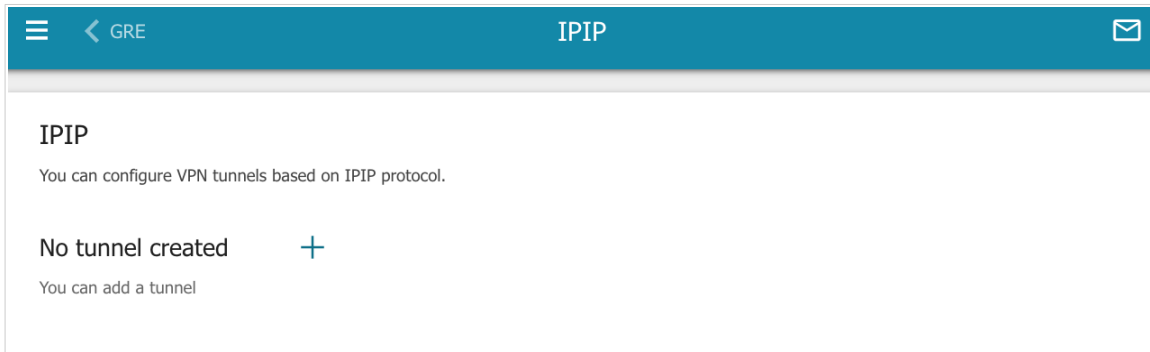 GRE
IPIP
IPIP
You can configure VPN tunnels based on IPIP protocol.
No tunnel created
You can add a tunnel